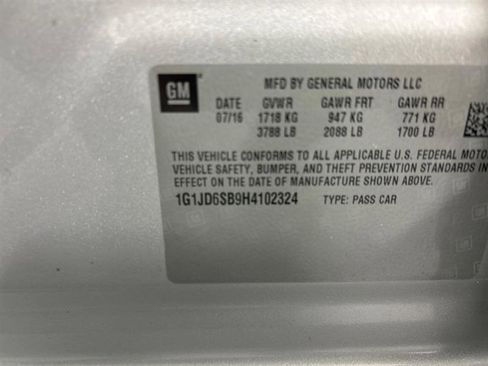 GM
MFD BY GENERAL MOTORS LLC
DATE GVWR GAWR FRT GAWR RR
07/16 1718 KG 947 KG 771 KG
3788 LB 2088 LB 1700 LB
THIS VEHICLE CONFORMS TO ALL APPLICABLE U.S. FEDERAL
VEHICLE SAFETY, BUMPER, AND THEFT PREVENTION STANDARDS IN
EFFECT ON THE DATE OF MANUFACTURE SHOWN ABOVE.
1G1JD6SB9H4102324 TYPE: PASS CAR